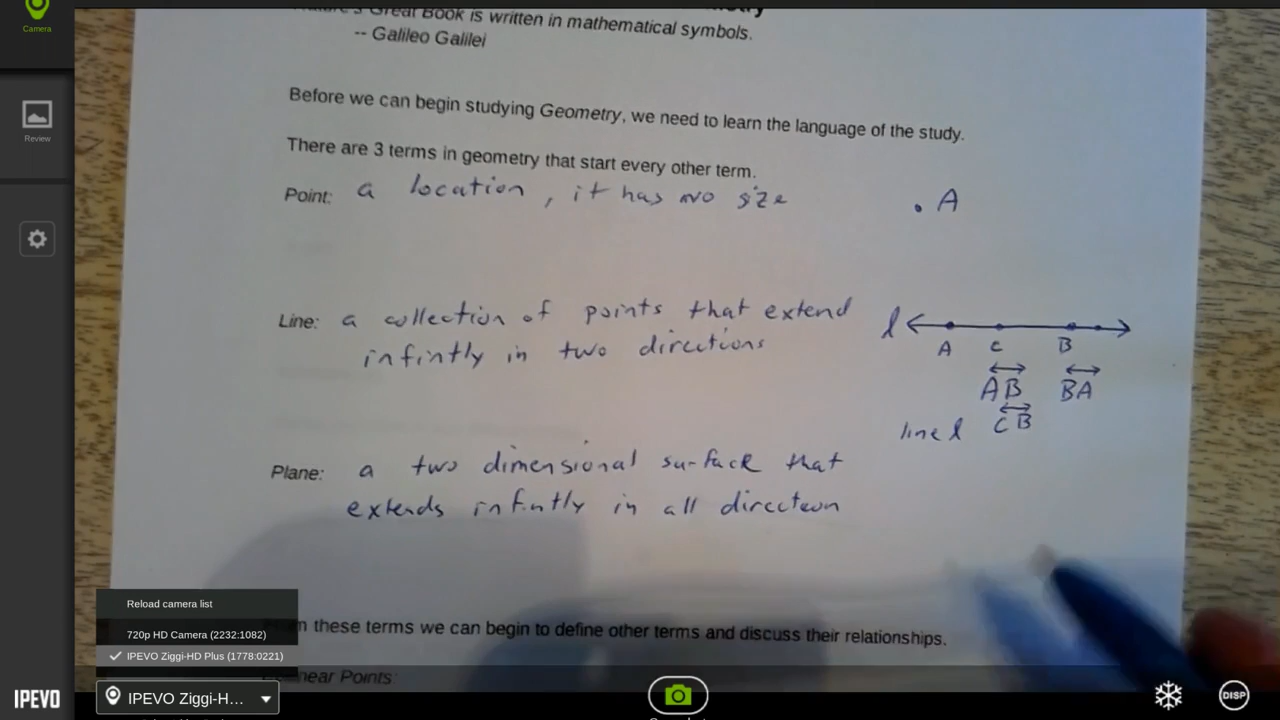 Great Book is written in mathematical symbols.
-- Galileo Galilei
Before we can begin studying Geometry, we need to learn the language of the study.
There are 3 terms in geometry that start every other term.
Point: a location, it has no size
. A
Line: a collection of points that extend
infintly in two directions
l
A C B
AB BA
line l CB
Plane: a two dimensional surface that
extends infintly in all direction
these terms we can begin to define other terms and discuss their relationships.
Points:
Camera
Review
Reload camera list
720p HD Camera (2232:1082)
IPEVO Ziggi-HD Plus (1778:0221)
IPEVO
IPEVO Ziggi-H...
DISP